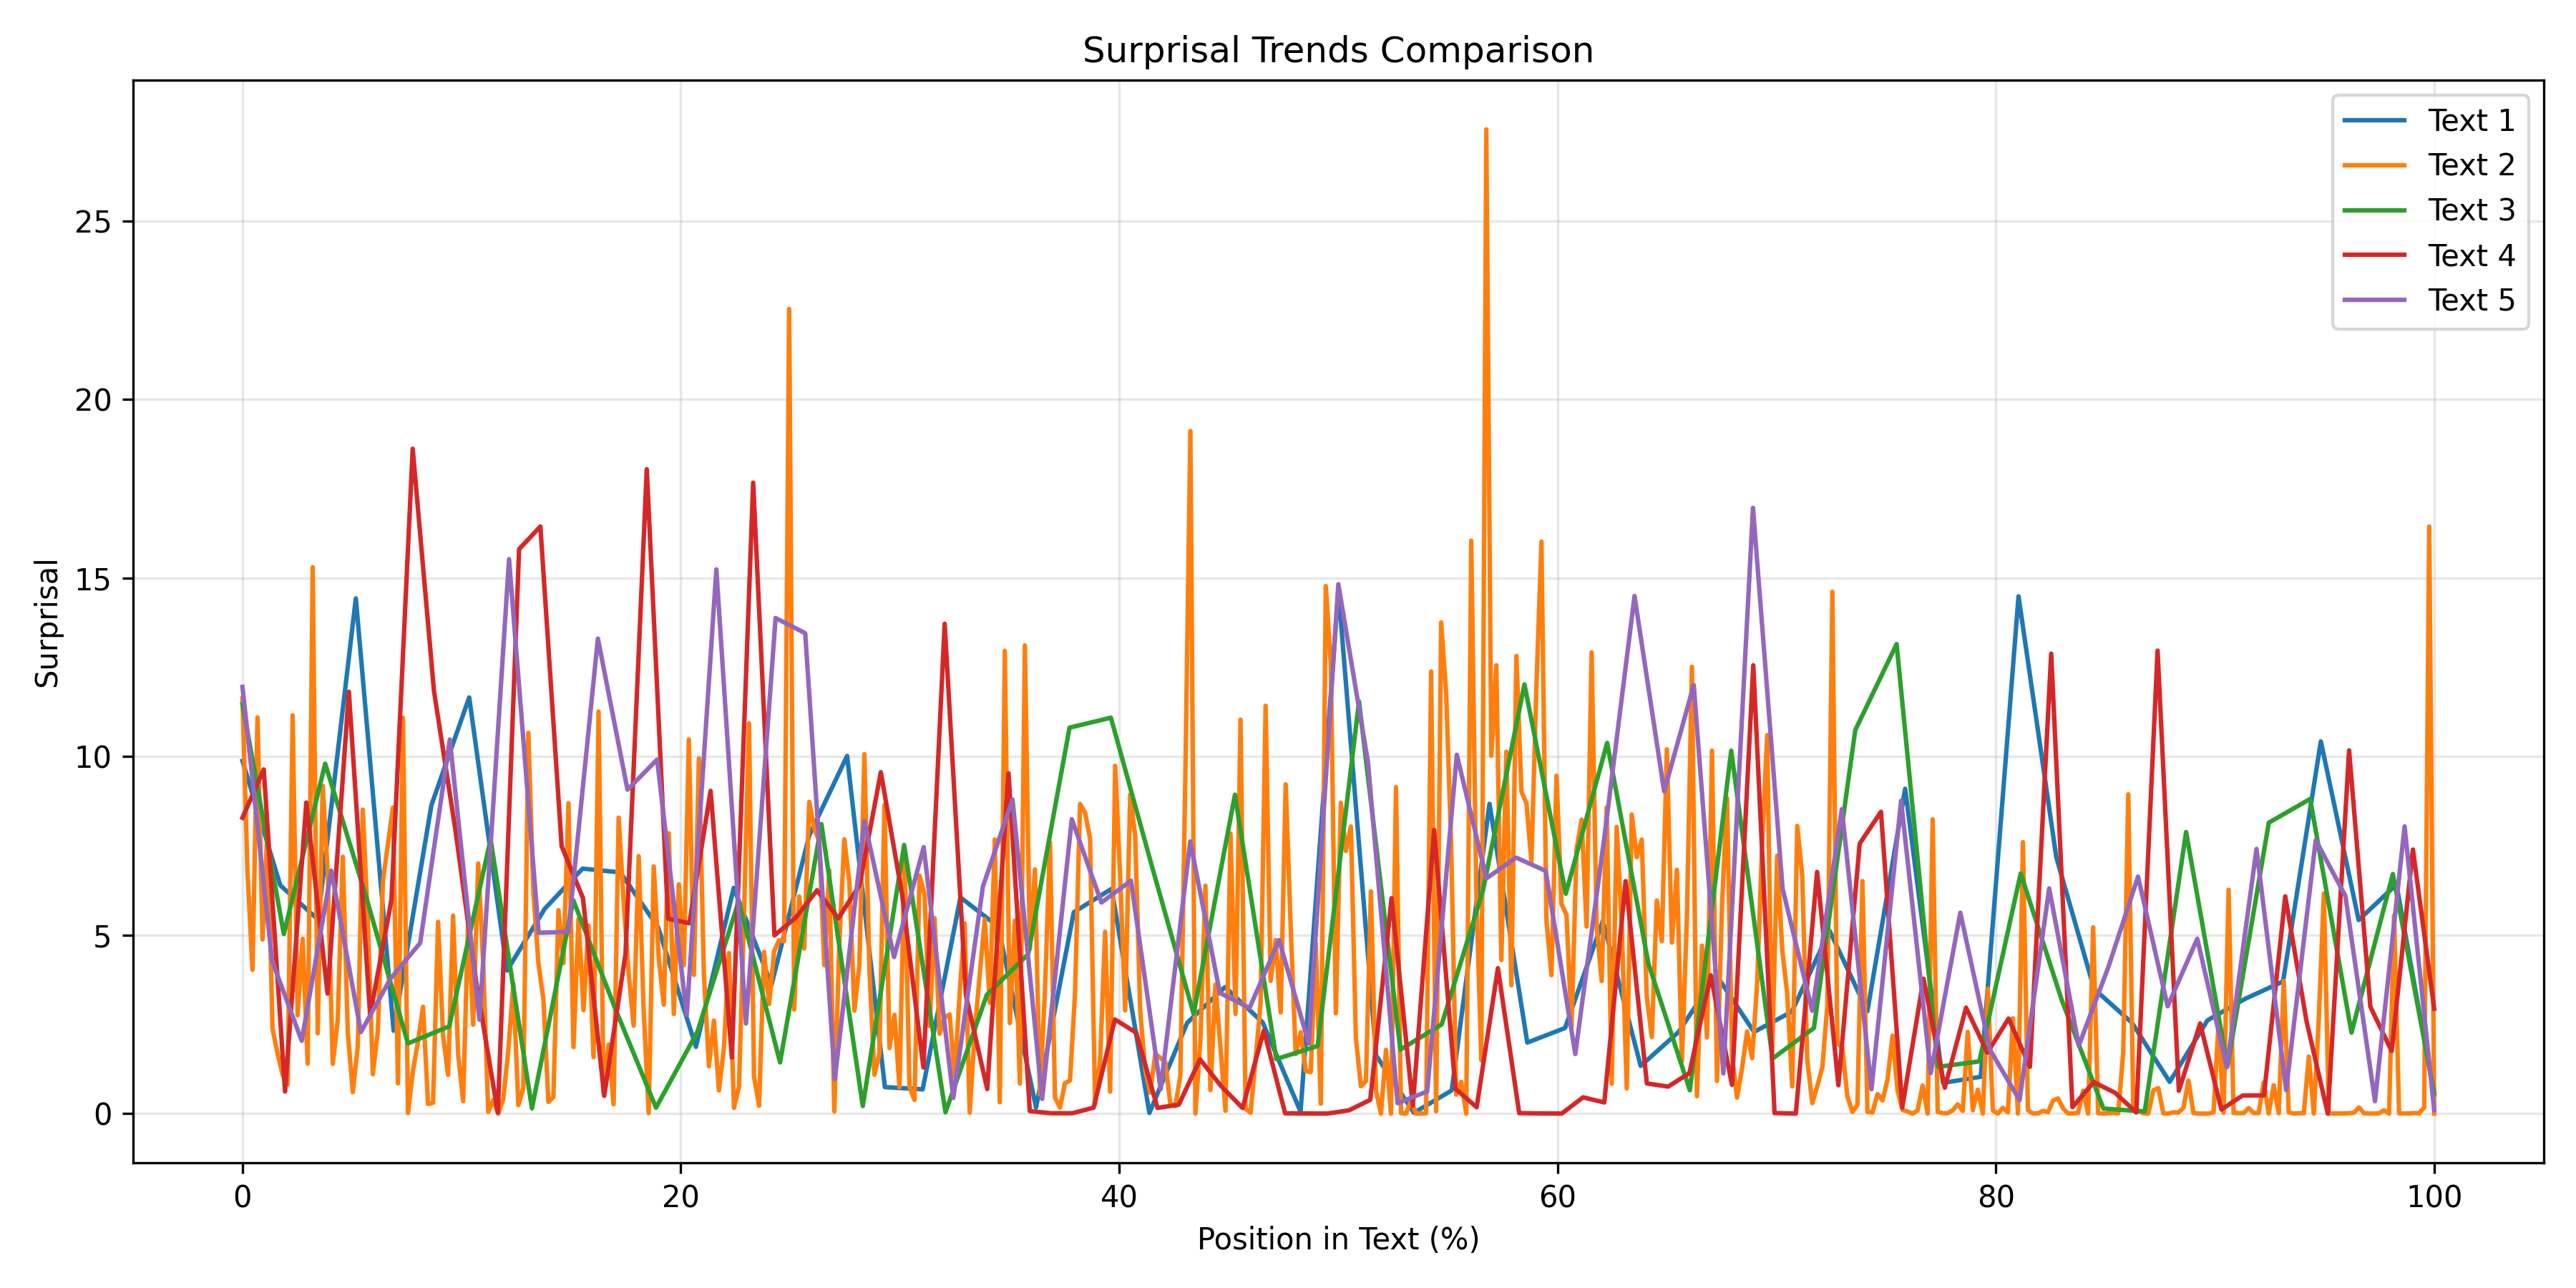 Surprisal Trends Comparison
Text 1
Text 2
Text 3
Text 4
Text 5
Surprisal
25
20
15
10
5
0
0 20 40 60 80 100
Position in Text (%)